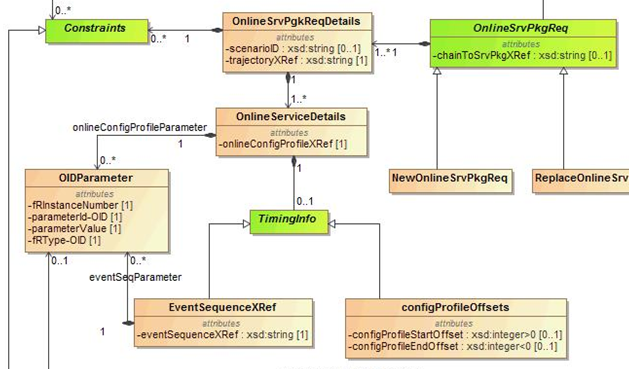 0..*
Constraints
0..*
1
OnlineSrvPgkReqDetails
attributes
-scenarioID : xsd:string [0..1]
-trajectoryXRef : xsd:string [1]
1..*
1
OnlineSrvPkgReq
attributes
-chainToSrvPkgXRef : xsd:string [0..1]
1
1..*
OnlineServiceDetails
attributes
-onlineConfigProfileXRef [1]
onlineConfigProfileParameter
1
0..*
1
0..1
NewOnlineSrvPkgReq
ReplaceOnlineSrv
OIDParameter
attributes
-fRInstanceNumber [1]
-parameterId-OID [1]
-parameterValue [1]
-fRType-OID [1]
TimingInfo
0..1
0..*
eventSeqParameter
1
EventSequenceXRef
attributes
-eventSequenceXRef : xsd:string [1]
configProfileOffsets
attributes
-configProfileStartOffset : xsd:integer>0 [0..1]
-configProfileEndOffset : xsd:integer<0 [0..1]